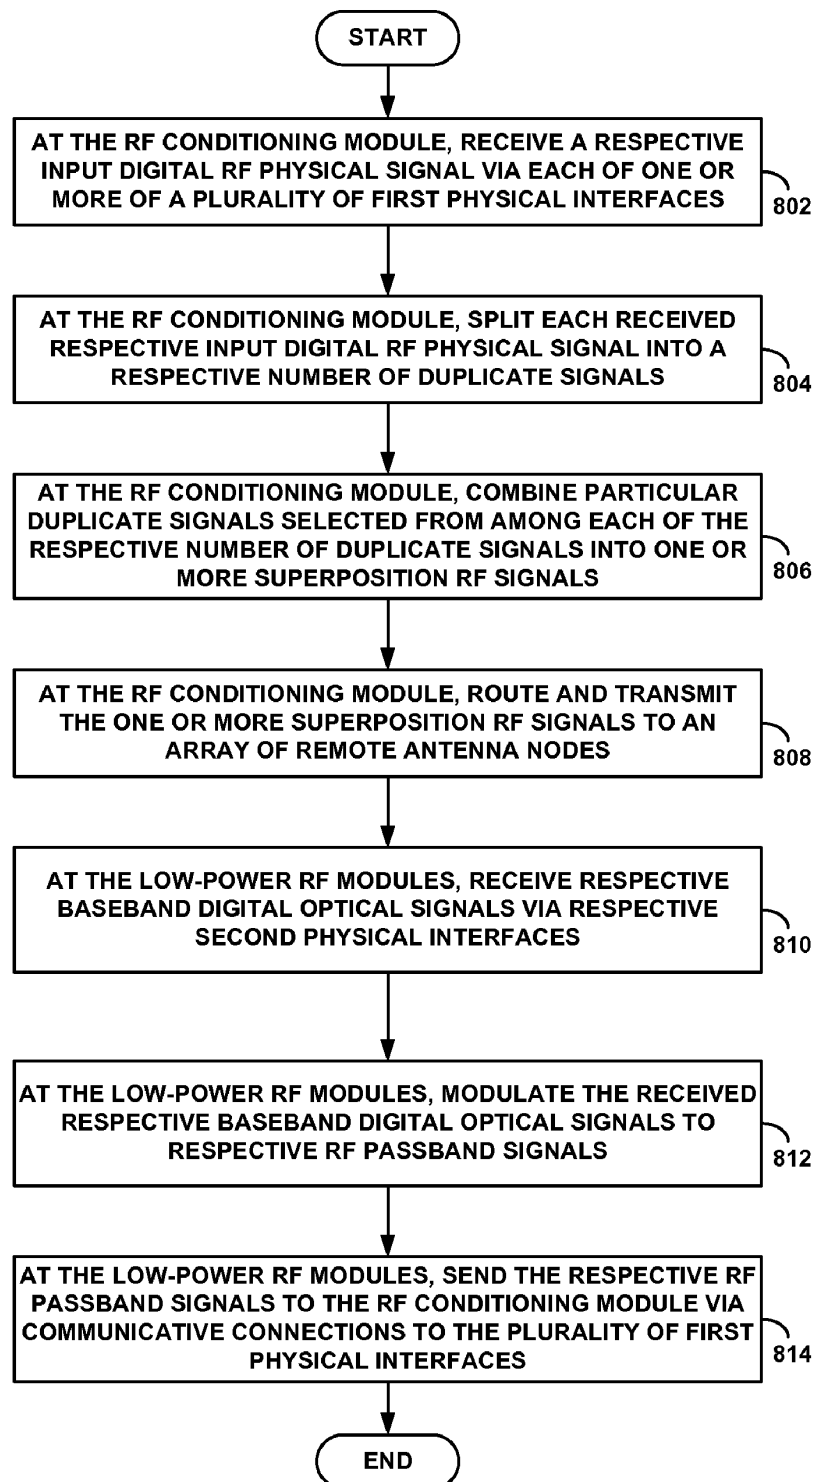 START
AT THE RF CONDITIONING MODULE, RECEIVE A RESPECTIVE
INPUT DIGITAL RF PHYSICAL SIGNAL VIA EACH OF ONE OR
MORE OF A PLURALITY OF FIRST PHYSICAL INTERFACES
802
AT THE RF CONDITIONING MODULE, SPLIT EACH RECEIVED
RESPECTIVE INPUT DIGITAL RF PHYSICAL SIGNAL INTO A
RESPECTIVE NUMBER OF DUPLICATE SIGNALS
804
AT THE RF CONDITIONING MODULE, COMBINE PARTICULAR
DUPLICATE SIGNALS SELECTED FROM AMONG EACH OF THE
RESPECTIVE NUMBER OF DUPLICATE SIGNALS INTO ONE OR
MORE SUPERPOSITION RF SIGNALS
806
AT THE RF CONDITIONING MODULE, ROUTE AND TRANSMIT
THE ONE OR MORE SUPERPOSITION RF SIGNALS TO AN
ARRAY OF REMOTE ANTENNA NODES
808
AT THE LOW-POWER RF MODULES, RECEIVE RESPECTIVE
BASEBAND DIGITAL OPTICAL SIGNALS VIA RESPECTIVE
SECOND PHYSICAL INTERFACES
810
AT THE LOW-POWER RF MODULES, MODULATE THE RECEIVED
RESPECTIVE BASEBAND DIGITAL OPTICAL SIGNALS TO
RESPECTIVE RF PASSBAND SIGNALS
812
AT THE LOW-POWER RF MODULES, SEND THE RESPECTIVE RF
PASSBAND SIGNALS TO THE RF CONDITIONING MODULE VIA
COMMUNICATIVE CONNECTIONS TO THE PLURALITY OF FIRST
PHYSICAL INTERFACES
814
END